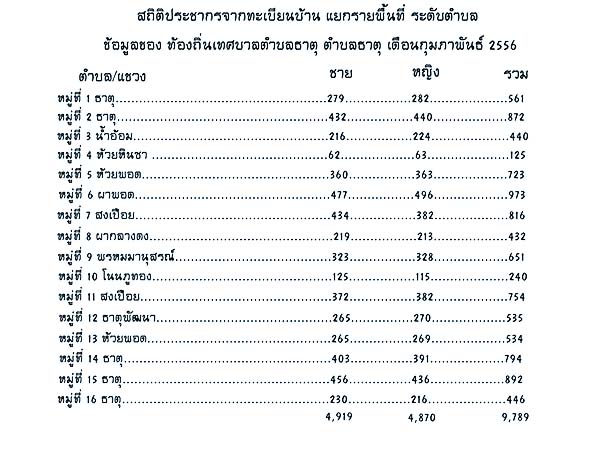 สถิติประชากรจากทะเบียนบ้าน แยกรายพื้นที่ ระดับตำบล
ข้อมูลของ ท้องถิ่นเทศบาลตำบลธาตุ ตำบลธาตุ เดือนกุมภาพันธ์ 2556
ตำบล/แขวง ชาย หญิง รวม
หมู่ที่ 1 ธาตุ......279......282......561
หมู่ที่ 2 ธาตุ......432......440......872
หมู่ที่ 3 น้ำอ้อม......216......224......440
หมู่ที่ 4 ห้วยหินซา ......62......63......125
หมู่ที่ 5 ห้วยพอด......360......363......723
หมู่ที่ 6 ผาพอด......477......496......973
หมู่ที่ 7 สงเปือย......434......382......816
หมู่ที่ 8 ผากลางดง......219......213......432
หมู่ที่ 9 พรหมมานุสรณ์......323......328......651
หมู่ที่ 10 โนนภูทอง......125......115......240
หมู่ที่ 11 สงเปือย......372......382......754
หมู่ที่ 12 ธาตุพัฒนา......265......270......535
หมู่ที่ 13 ห้วยพอด......265......269......534
หมู่ที่ 14 ธาตุ......403......391......794
หมู่ที่ 15 ธาตุ......456......436......892
หมู่ที่ 16 ธาตุ......230......216......446
4,919 4,870 9,789